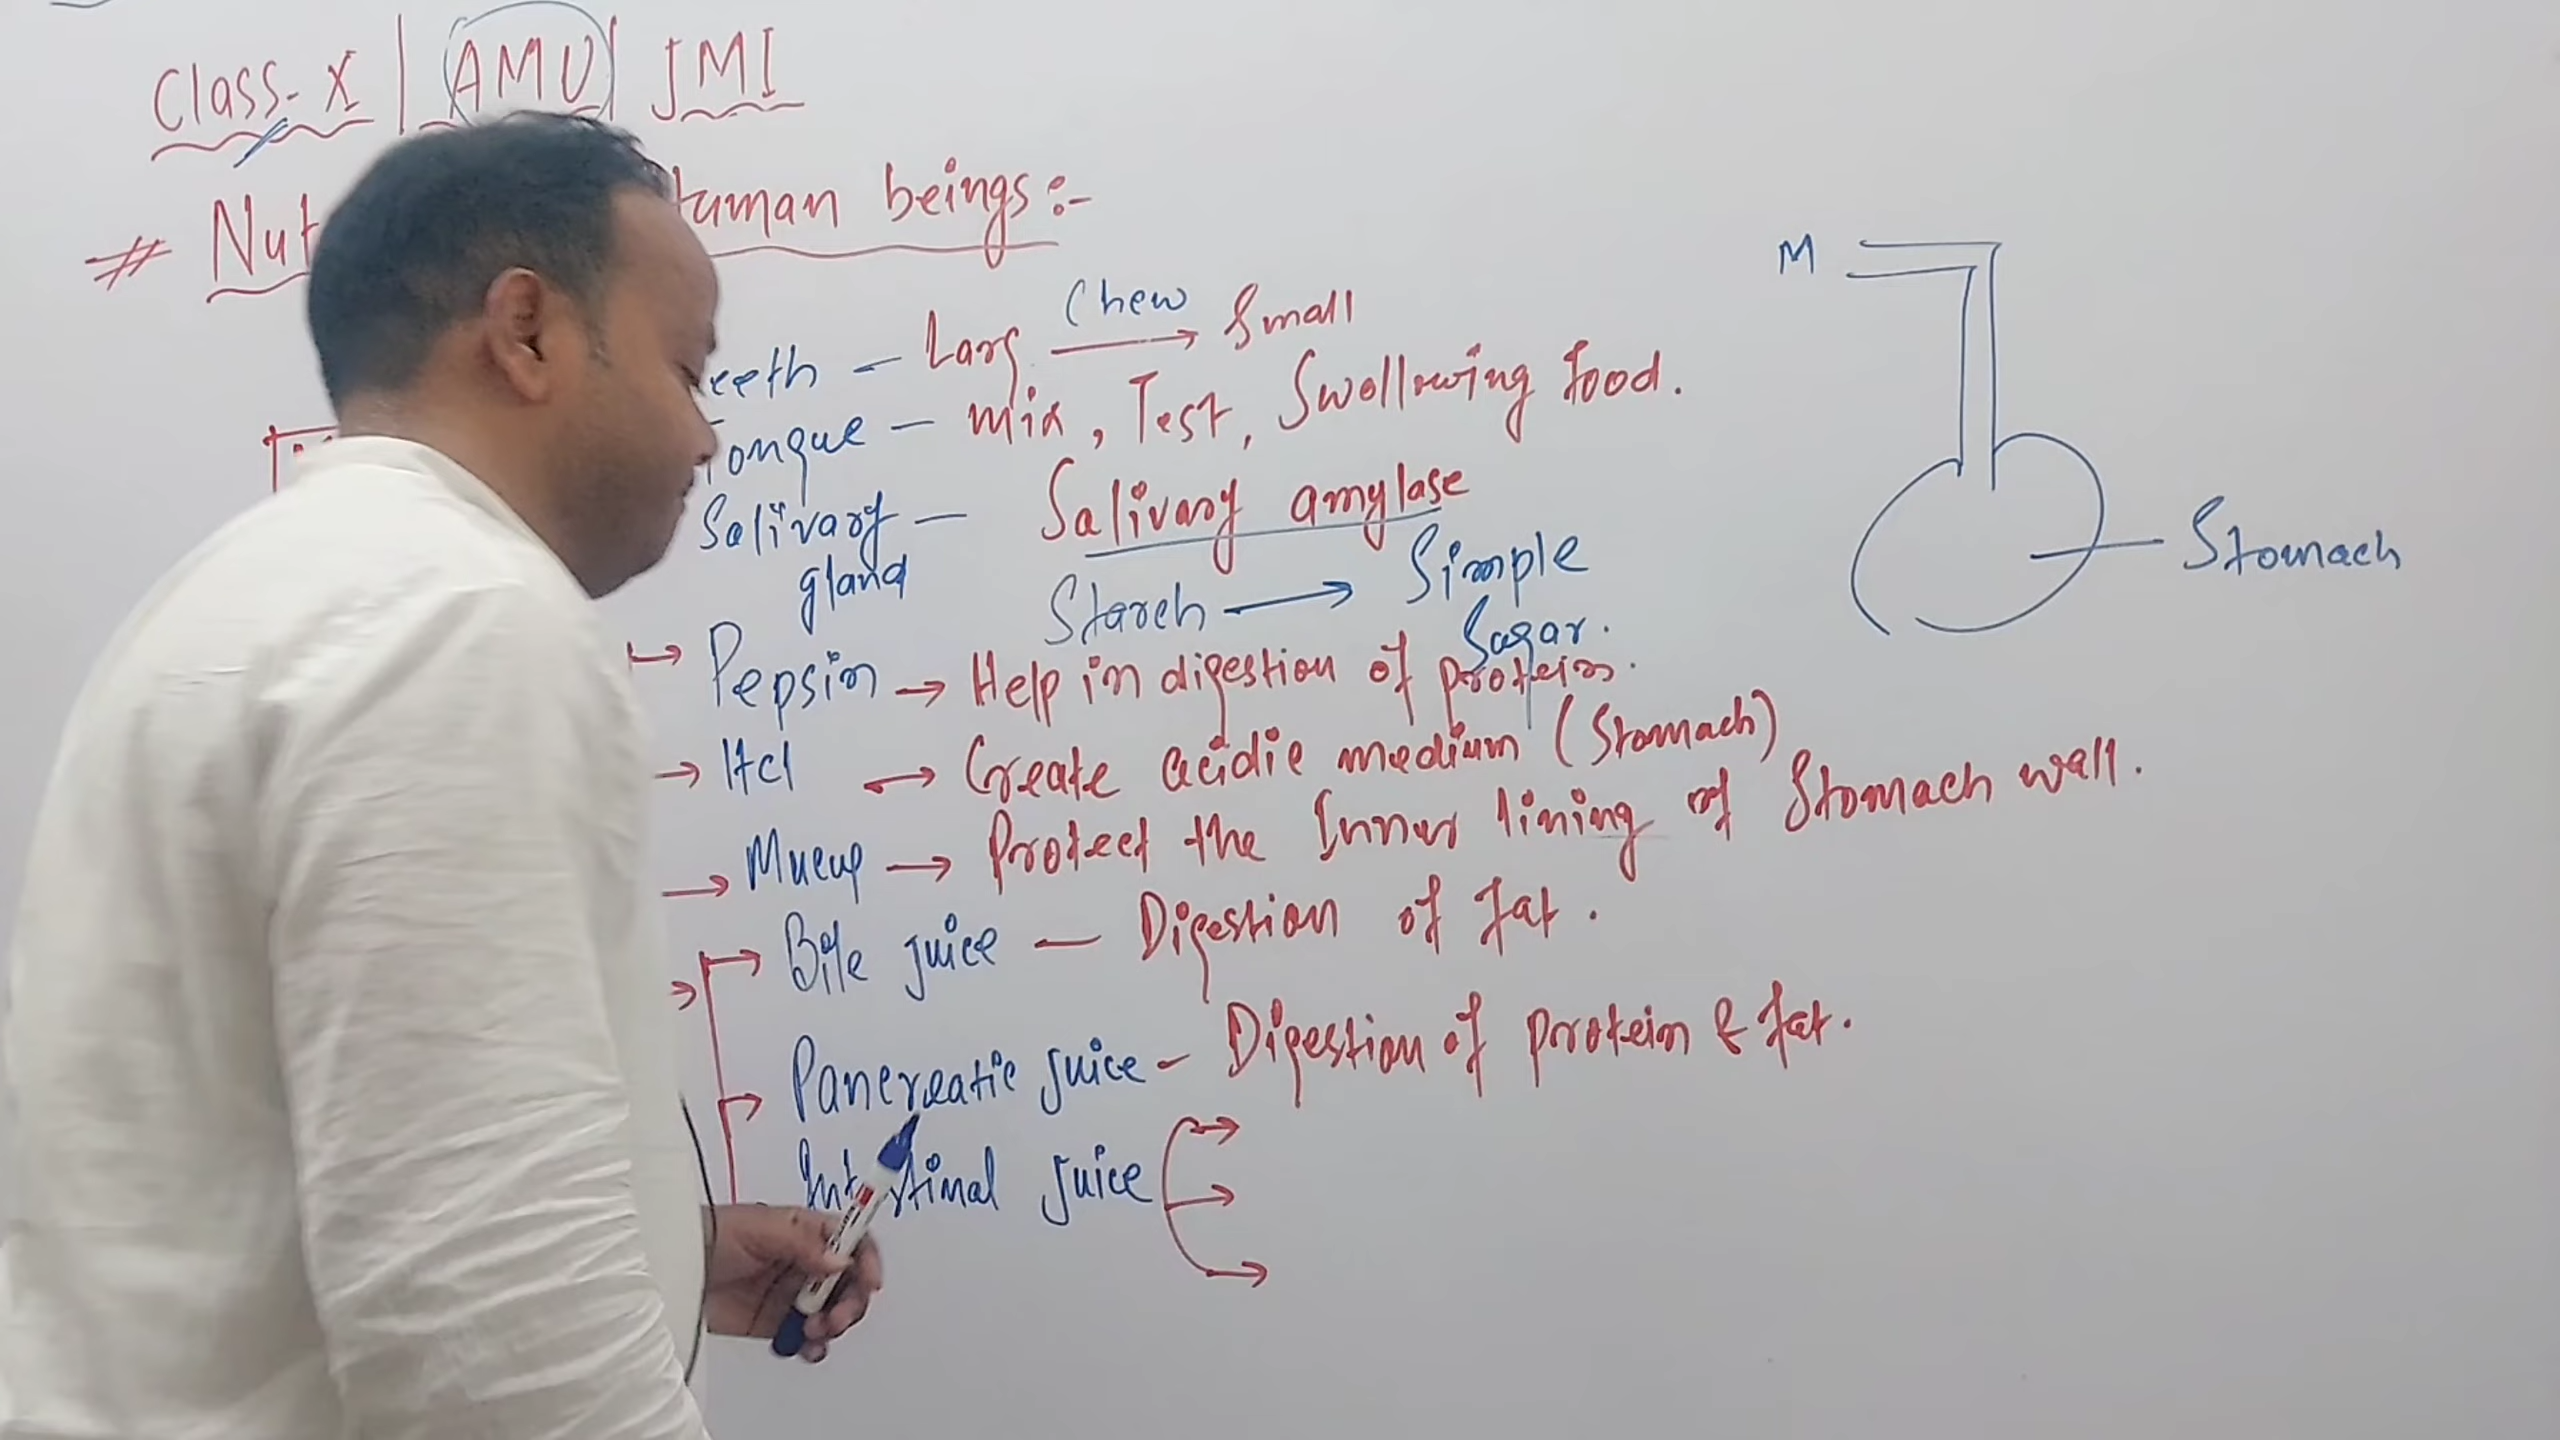 Class-X | AMU | JMI
# Nut Human beings:-
eeth - Larg Chew → Small
Tongue - mix, Test, Swollowing food.
Salivary gland - Salivary amylase
Starch → Simple Sugar.
→ Pepsin → Help in digestion of proteins.
→ Hcl → Create acidic medium (Stomach)
→ Mucus → Protect the Inner lining of Stomach wall.
→ Bile juice - Digestion of fat.
→ Pancreatic juice - Digestion of protein & fat.
Intestinal juice
M
Stomach